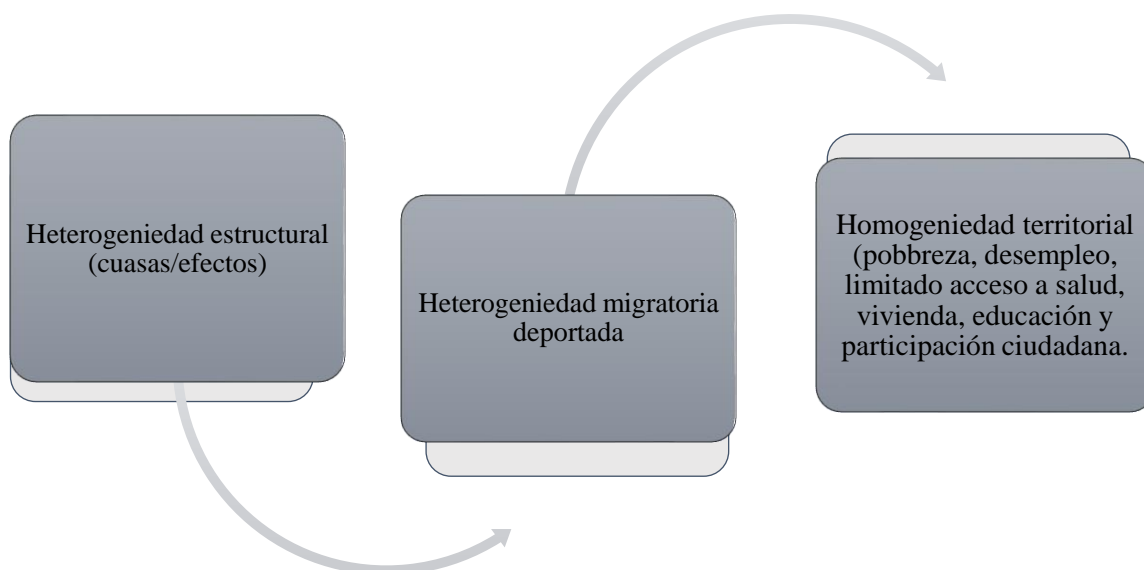 Heterogeniedad estructural
(cuasas/efectos)
Heterogeniedad migratoria
deportada
Homogeniedad territorial
(pobbreza, desempleo,
limitado acceso a salud,
vivienda, educación y
participación ciudadana.